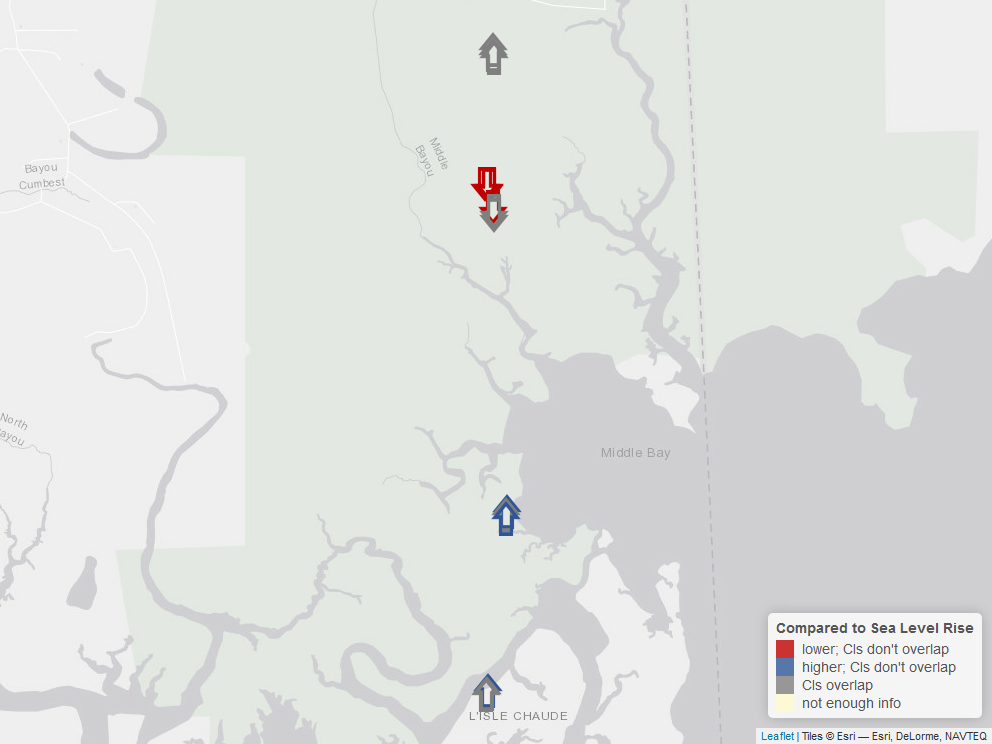 Middle
Bayou
Bayou
Cumbest
North
ayou
Middle Bay
L'ISLE CHAUDE
Compared to Sea Level Rise
lower; CIs don't overlap
higher; CIs don't overlap
CIs overlap
not enough info
Leaflet | Tiles © Esri — Esri, DeLorme, NAVTEQ